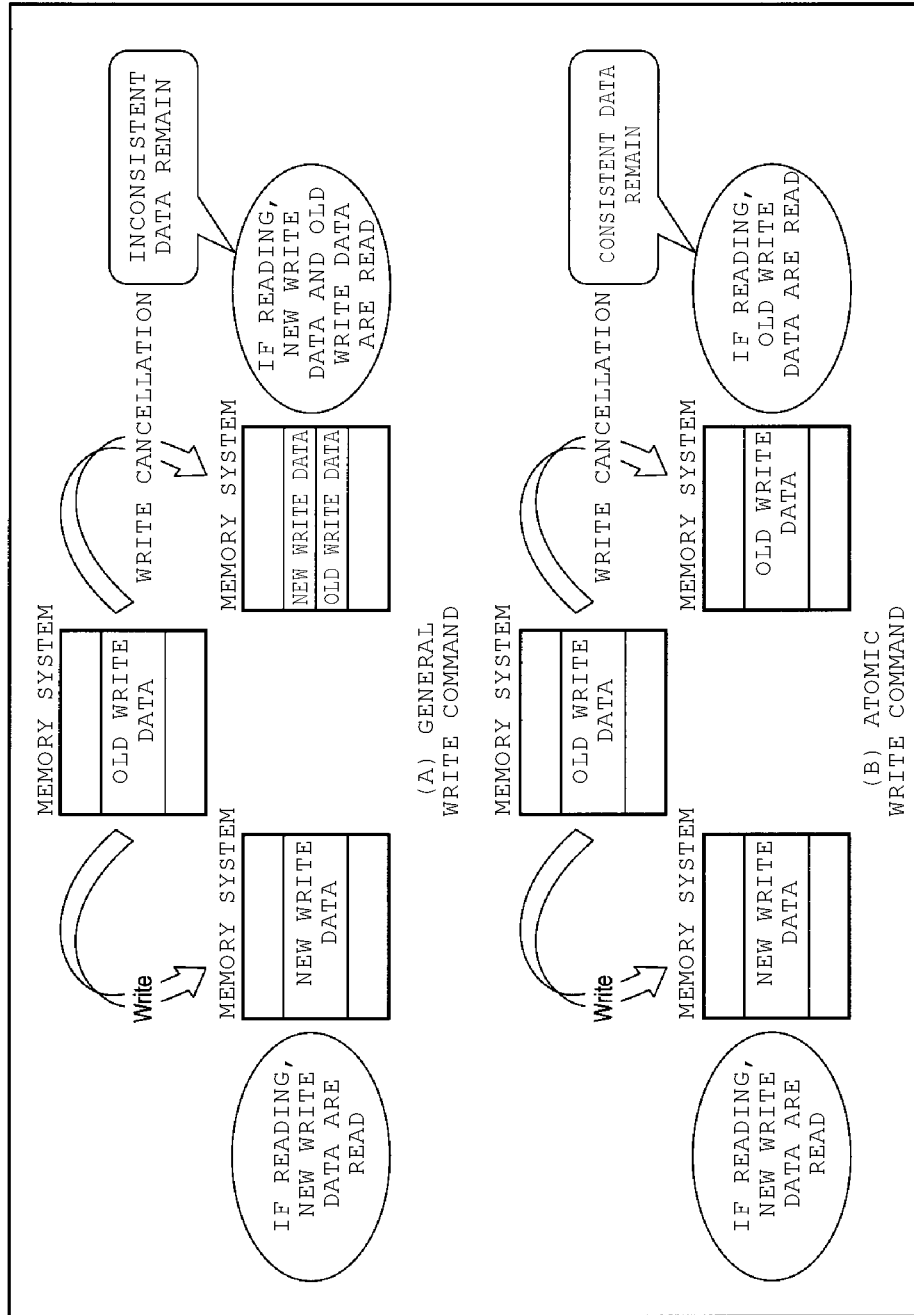 MEMORY SYSTEM
OLD WRITE
DATA
Write
MEMORY SYSTEM
NEW WRITE
DATA
IF READING,
NEW WRITE
DATA ARE
READ
WRITE CANCELLATION
MEMORY SYSTEM
NEW WRITE DATA
OLD WRITE DATA
IF READING,
NEW WRITE
DATA AND OLD
WRITE DATA
ARE READ
INCONSISTENT
DATA REMAIN
(A) GENERAL
WRITE COMMAND
MEMORY SYSTEM
OLD WRITE
DATA
Write
MEMORY SYSTEM
NEW WRITE
DATA
IF READING,
NEW WRITE
DATA ARE
READ
WRITE CANCELLATION
MEMORY SYSTEM
OLD WRITE
DATA
IF READING,
OLD WRITE
DATA ARE READ
CONSISTENT DATA
REMAIN
(B) ATOMIC
WRITE COMMAND